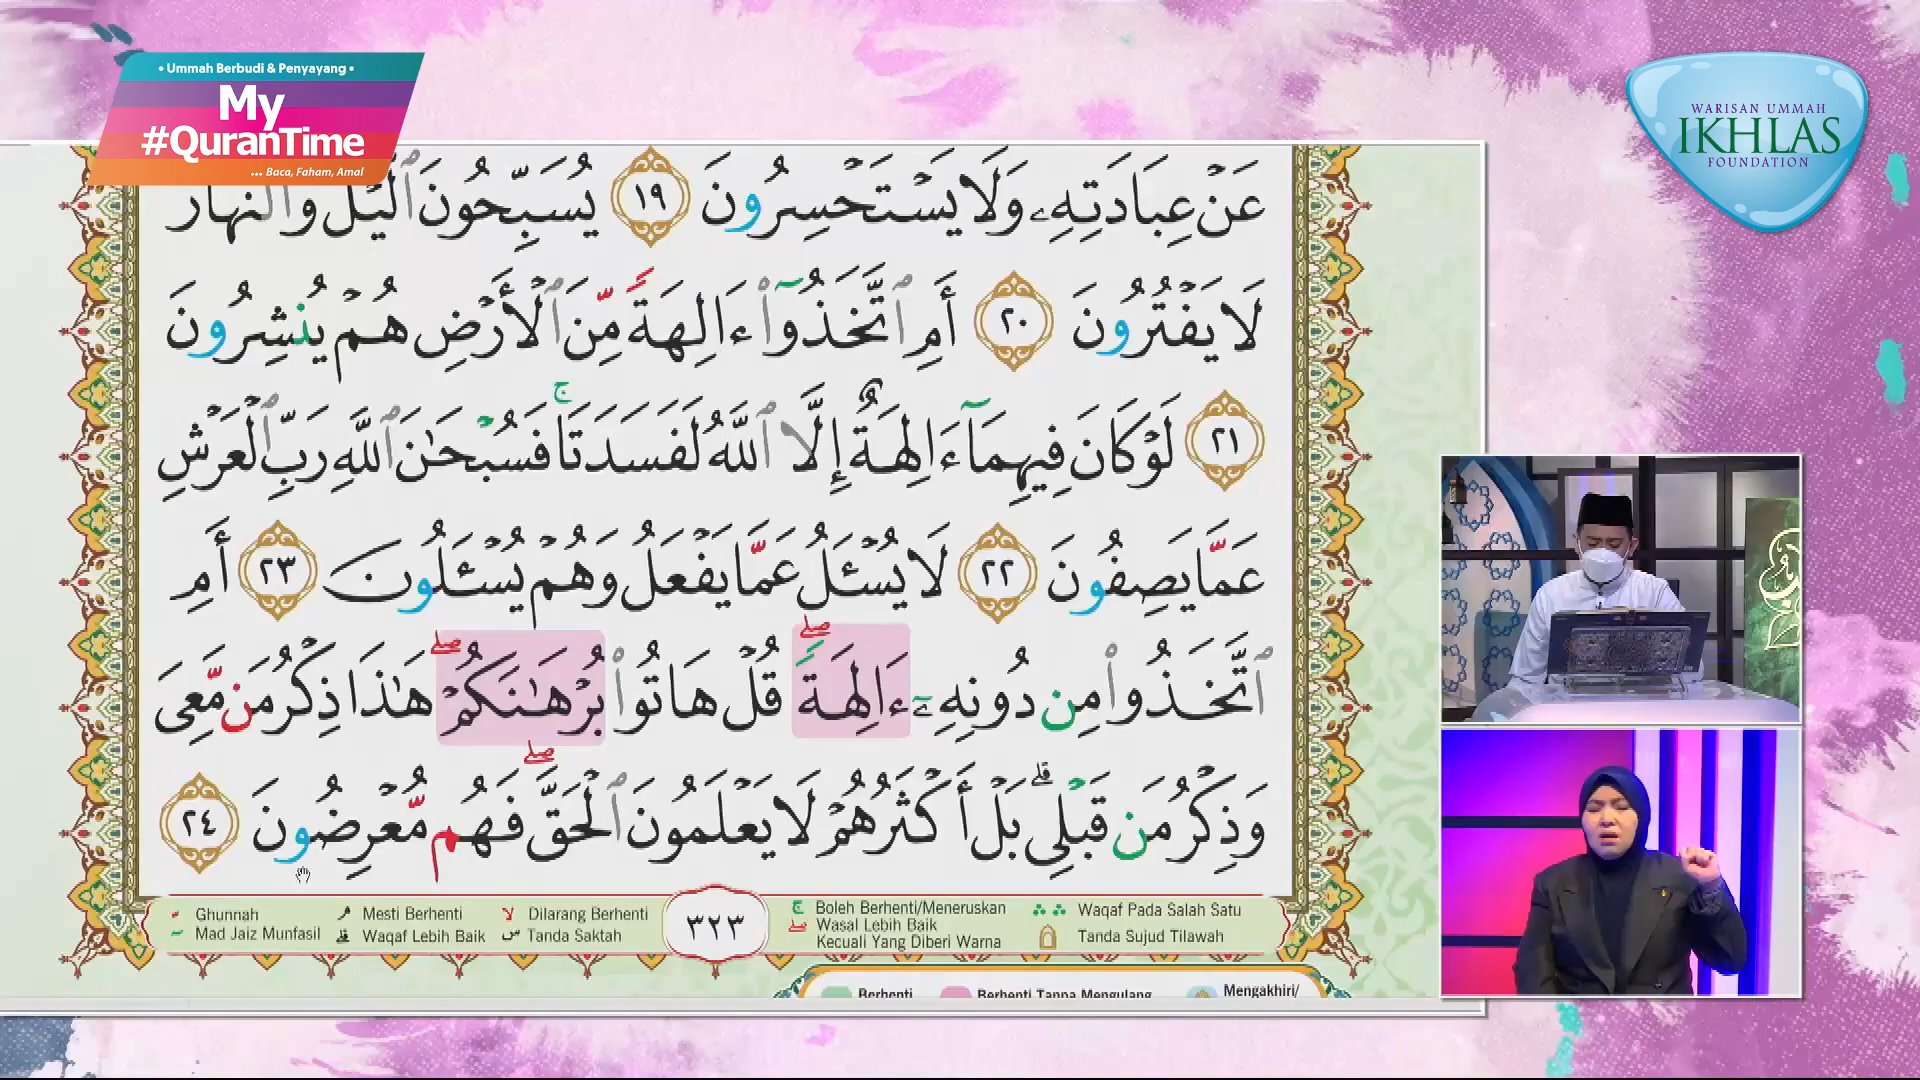 • Ummah Berbudi & Penyayang •
My
#QuranTime
... Baca, Faham, Amal
WARISAN UMMAH
IKHLAS
FOUNDATION
عَنْ عِبَادَتِهِۦ وَلَا يَسْتَحْسِرُونَ ١٩ يُسَبِّحُونَ ٱلَّيْلَ وَٱلنَّهَارَ
لَا يَفْتُرُونَ ٢٠ أَمِ ٱتَّخَذُوٓا۟ ءَالِهَةً مِّنَ ٱلْأَرْضِ هُمْ يُنشِرُونَ
٢١ لَوْ كَانَ فِيهِمَآ ءَالِهَةٌ إِلَّا ٱللَّهُ لَفَسَدَتَا ۚ فَسُبْحَٰنَ ٱللَّهِ رَبِّ ٱلْعَرْشِ
عَمَّا يَصِفُونَ ٢٢ لَا يُسْـَٔلُ عَمَّا يَفْعَلُ وَهُمْ يُسْـَٔلُونَ ٢٣ أَمِ
ٱتَّخَذُوا۟ مِن دُونِهِۦٓ ءَالِهَةً ۖ قُلْ هَاتُوا۟ بُرْهَٰنَكُمْ ۖ هَٰذَا ذِكْرُ مَن مَّعِىَ
وَذِكْرُ مَن قَبْلِى ۗ بَلْ أَكْثَرُهُمْ لَا يَعْلَمُونَ ٱلْحَقَّ ۖ فَهُم مُّعْرِضُونَ ٢٤
Ghunnah
Mad Jaiz Munfasil
Mesti Berhenti
Waqaf Lebih Baik
Dilarang Berhenti
Tanda Saktah
٣٢٣
Boleh Berhenti/Meneruskan
Wasal Lebih Baik
Kecuali Yang Diberi Warna
Waqaf Pada Salah Satu
Tanda Sujud Tilawah
Berhenti
Berhenti Tanpa Mengulang
Mengakhiri/